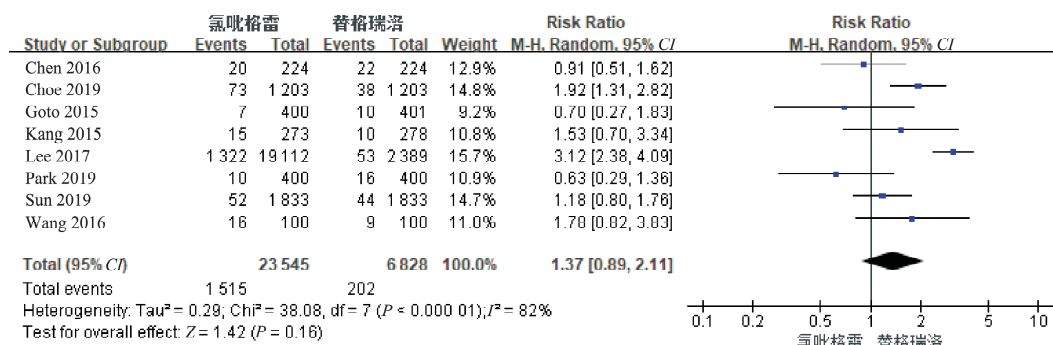 氯吡格雷 替格瑞洛 Risk Ratio Risk Ratio
Study or Subgroup Events Total Events Total Weight M-H, Random, 95% CI M-H, Random, 95% CI
Chen 2016 20 224 22 224 12.9% 0.91 [0.51, 1.62]
Choe 2019 73 1 203 38 1 203 14.8% 1.92 [1.31, 2.82]
Goto 2015 7 400 10 401 9.2% 0.70 [0.27, 1.83]
Kang 2015 15 273 10 278 10.8% 1.53 [0.70, 3.34]
Lee 2017 1 322 19 112 53 2 389 15.7% 3.12 [2.38, 4.09]
Park 2019 10 400 16 400 10.9% 0.63 [0.29, 1.36]
Sun 2019 52 1 833 44 1 833 14.7% 1.18 [0.80, 1.76]
Wang 2016 16 100 9 100 11.0% 1.78 [0.82, 3.83]
Total (95% CI) 23 545 6 828 100.0% 1.37 [0.89, 2.11]
Total events 1 515 202
Heterogeneity: Tau² = 0.29; Chi² = 38.08, df = 7 (P < 0.000 01); I² = 82%
Test for overall effect: Z = 1.42 (P = 0.16)
0.1 0.2 0.5 1 2 5 10
氯吡格雷 替格瑞洛